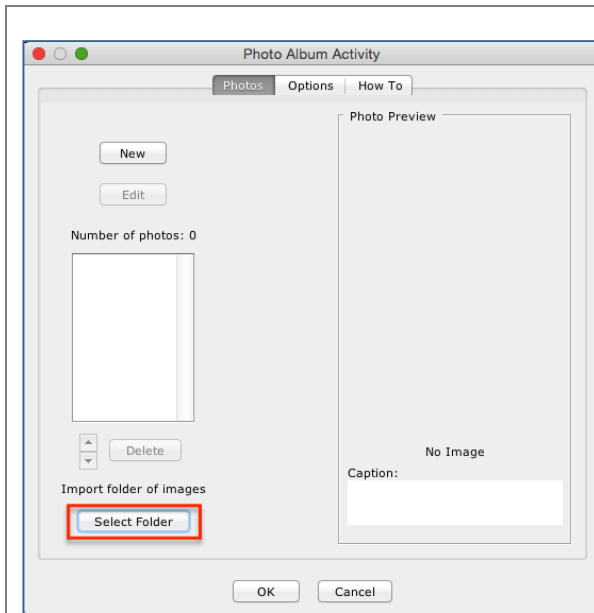 Photo Album Activity
Photos Options How To
Photo Preview
New
Edit
Number of photos: 0
Delete
No Image
Caption:
Import folder of images
Select Folder
OK Cancel